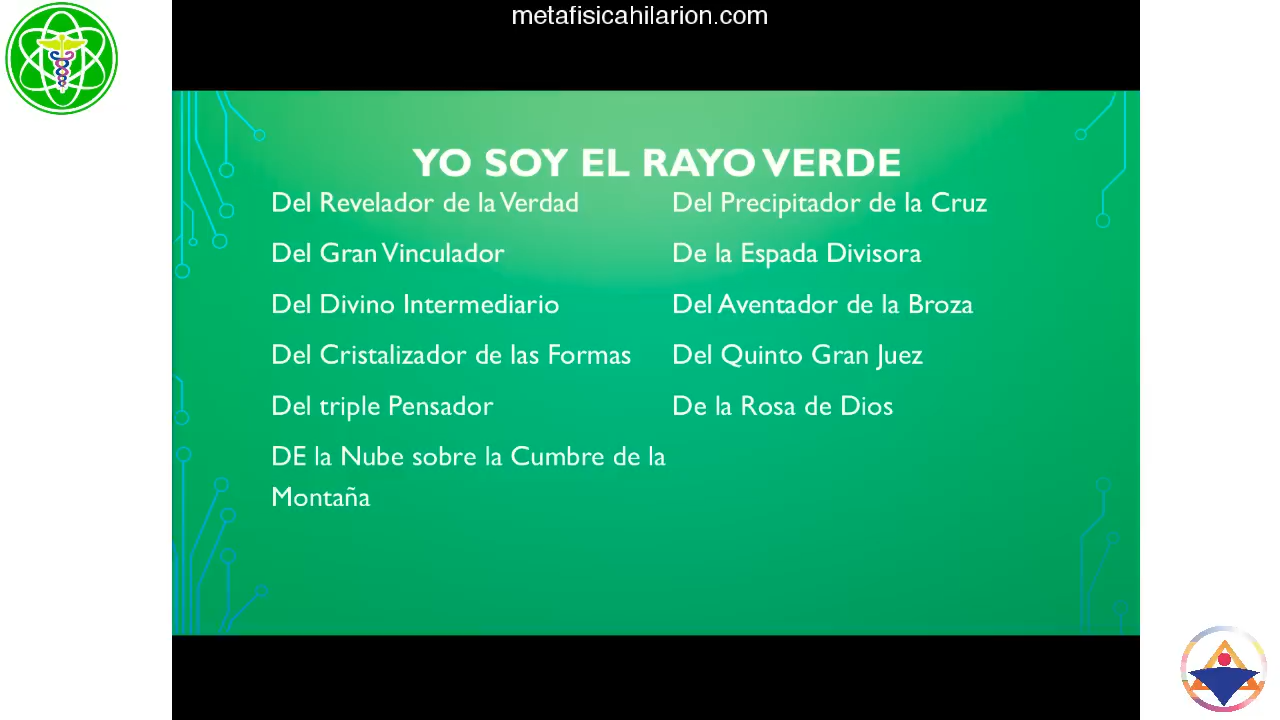 metafisicahilarion.com
YO SOY EL RAYO VERDE
Del Revelador de la Verdad
Del Gran Vinculador
Del Divino Intermediario
Del Cristalizador de las Formas
Del triple Pensador
DE la Nube sobre la Cumbre de la
Montaña
Del Precipitador de la Cruz
De la Espada Divisora
Del Aventador de la Broza
Del Quinto Gran Juez
De la Rosa de Dios